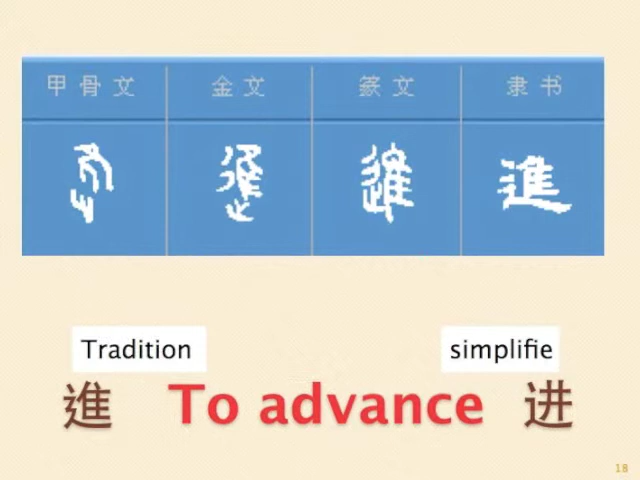 甲骨文 金文 篆文 隶书
進
Tradition simplifie
進 To advance 进
18